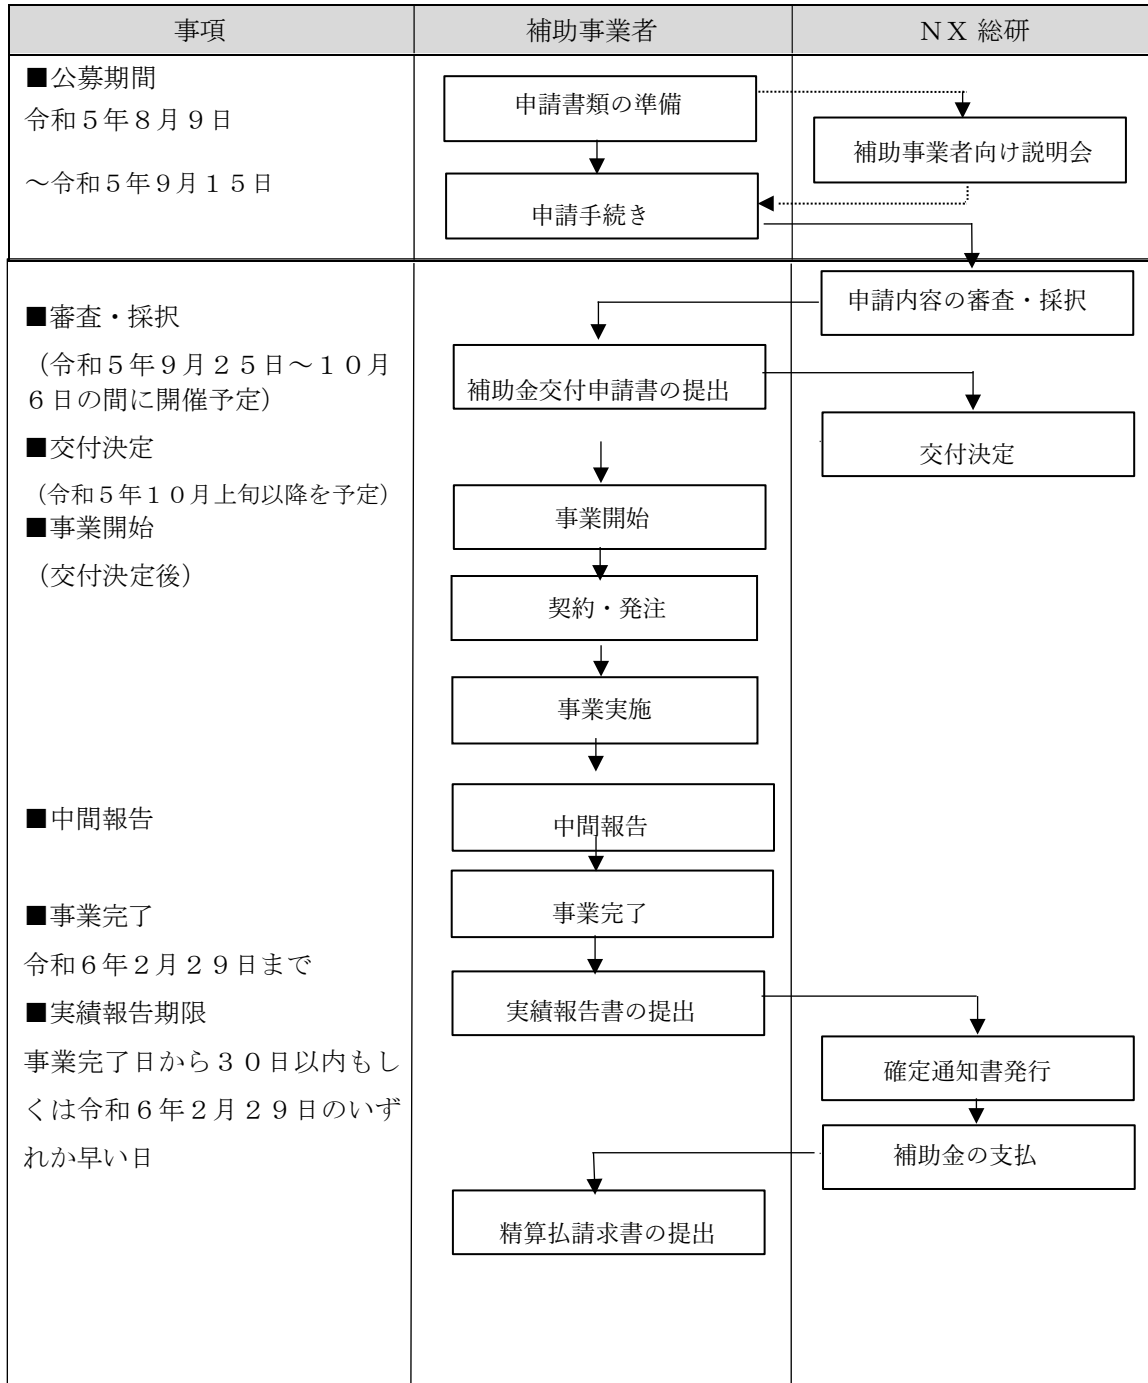 事項 補助事業者 ＮＸ 総研
■公募期間
令和５年８月９日
～令和５年９月１５日
申請書類の準備
補助事業者向け説明会
申請手続き
申請内容の審査・採択
■審査・採択
（令和５年９月２５日～１０月
６日の間に開催予定）
補助金交付申請書の提出
■交付決定
（令和５年１０月上旬以降を予定）
交付決定
■事業開始
（交付決定後）
事業開始
契約・発注
事業実施
■中間報告
中間報告
■事業完了
令和６年２月２９日まで
事業完了
■実績報告期限
事業完了日から３０日以内もし
くは令和６年２月２９日のいず
れか早い日
実績報告書の提出
確定通知書発行
補助金の支払
精算払請求書の提出